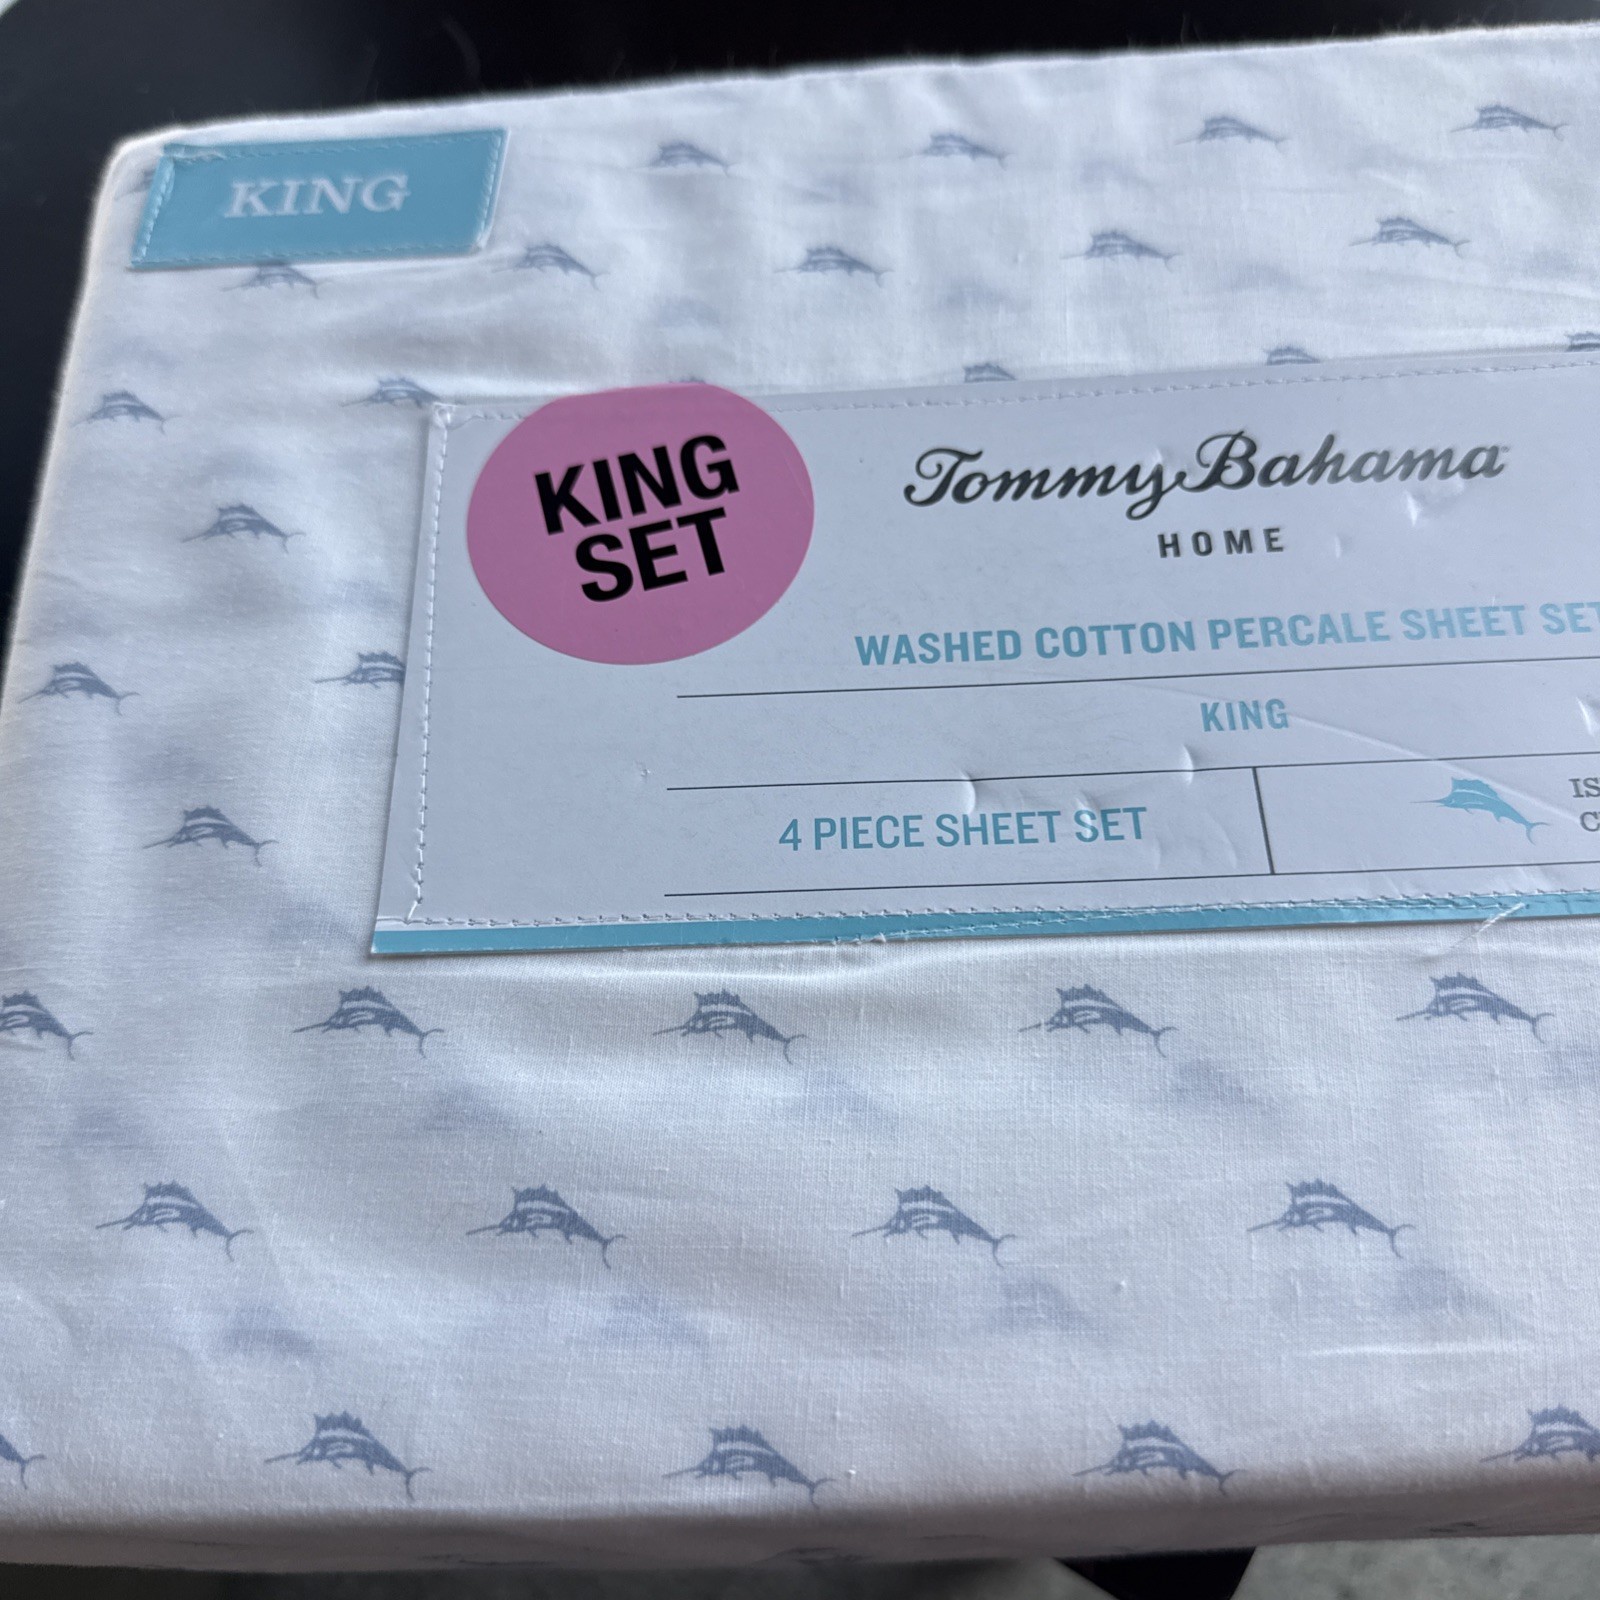 KING
KING
SET
Tommy Bahama
HOME
WASHED COTTON PERCALE SHEET SET
KING
4 PIECE SHEET SET